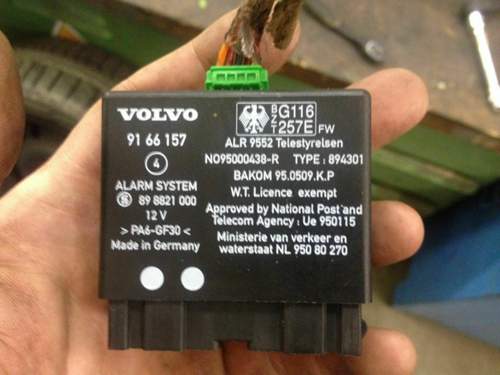 VOLVO
91 66 157
4
ALARM SYSTEM
S 89 8821 000
12 V
> PA6-GF30 <
Made in Germany
BZT G116
257E FW
ALR 9552 Telestyrelsen
NO95000438-R TYPE : 894301
BAKOM 95.0509.K.P
W.T. Licence exempt
Approved by National Post and
Telecom Agency : Ue 950115
Ministerie van verkeer en
waterstaat NL 950 80 270